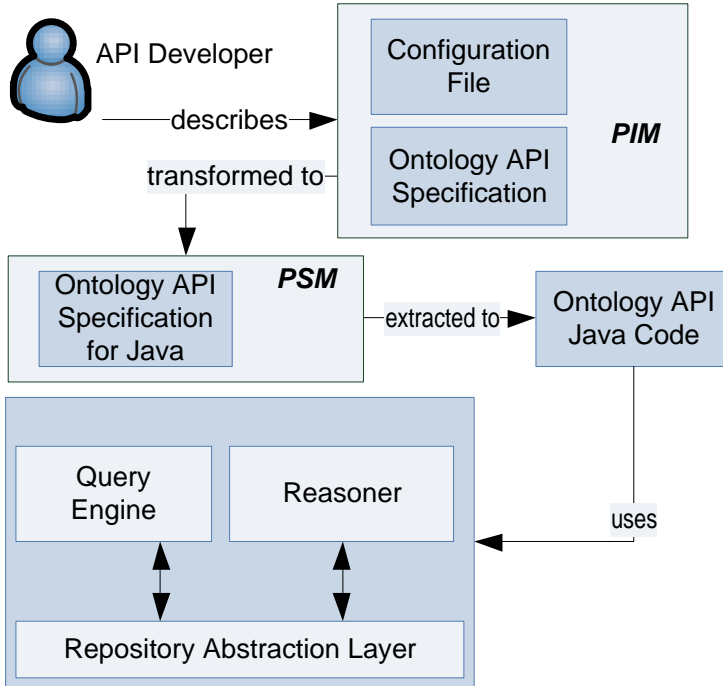 API Developer
Configuration
File
describes
PIM
Ontology API
Specification
transformed to
PSM
Ontology API
Specification
for Java
extracted to
Ontology API
Java Code
Query
Engine
Reasoner
uses
Repository Abstraction Layer